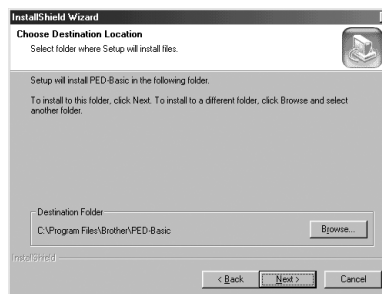 InstallShield Wizard
Choose Destination Location
Select folder where Setup will install files.
Setup will install PED-Basic in the following folder.
To install to this folder, click Next. To install to a different folder, click Browse and select
another folder.
Destination Folder
C:\Program Files\Brother\PED-Basic
Browse...
InstallShield
< Back
Next >
Cancel